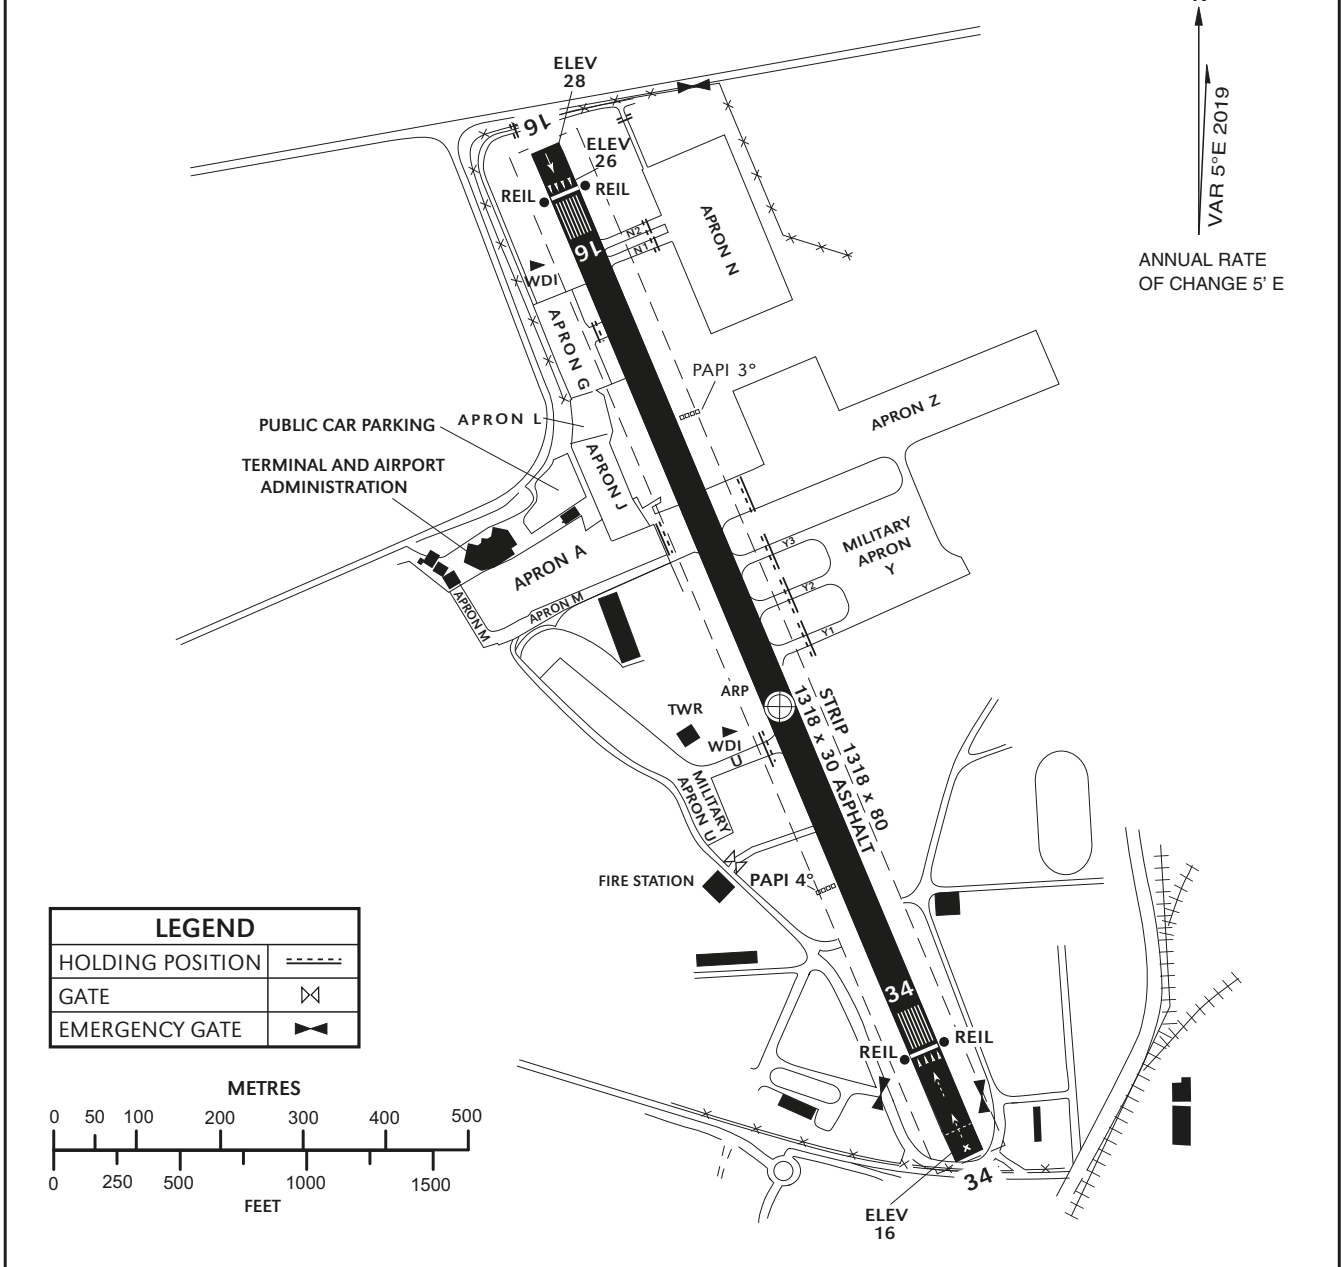 ELEV
28
16
ELEV
26
REIL
REIL
VAR 5°E 2019
ANNUAL RATE
OF CHANGE 5' E
APRON N
N2
N1
16
WDI
APRON G
PAPI 3°
APRON Z
PUBLIC CAR PARKING
APRON L
TERMINAL AND AIRPORT
ADMINISTRATION
APRON J
MILITARY
APRON
Y
Y3
Y2
Y1
APRON A
APRON M
APRON M
ARP
TWR
WDI
U
STRIP 1318 x 80
1318 x 30 ASPHALT
MILITARY
APRON U
FIRE STATION
PAPI 4°
LEGEND
HOLDING POSITION
GATE
EMERGENCY GATE
34
REIL
REIL
METRES
0 50 100 200 300 400 500
0 250 500 1000 1500
FEET
34
ELEV
16